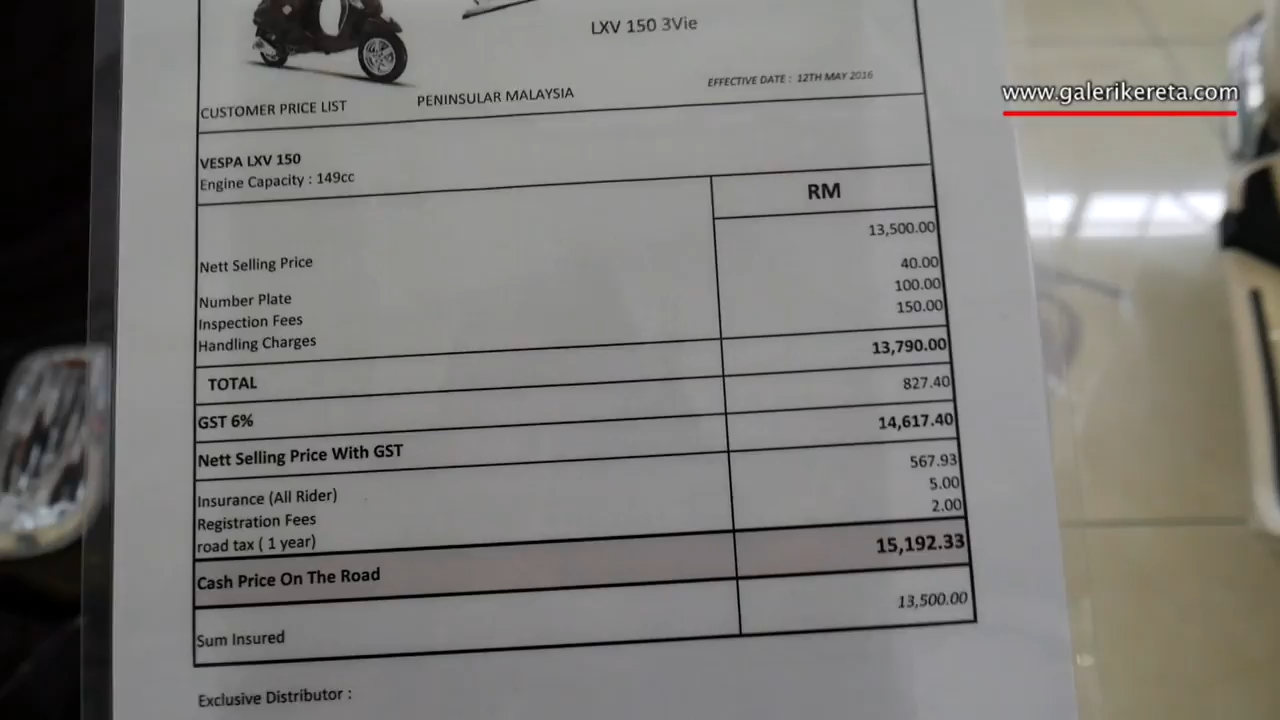 LXV 150 3Vie
CUSTOMER PRICE LIST PENINSULAR MALAYSIA EFFECTIVE DATE : 12TH MAY 2016
www.galerikereta.com
VESPA LXV 150
Engine Capacity : 149cc
RM
Nett Selling Price 13,500.00
Number Plate 40.00
Inspection Fees 100.00
Handling Charges 150.00
TOTAL 13,790.00
GST 6% 827.40
Nett Selling Price With GST 14,617.40
Insurance (All Rider) 567.93
Registration Fees 5.00
road tax ( 1 year) 2.00
Cash Price On The Road 15,192.33
Sum Insured 13,500.00
Exclusive Distributor :